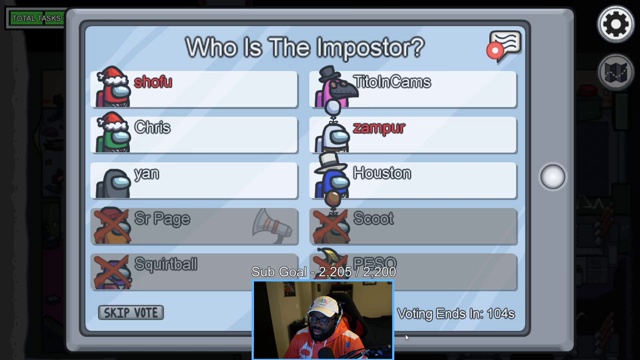 TOTAL TASKS
Who Is The Impostor?
shofu
TitoInCams
Chris
zampur
yan
Houston
Sr Page
Scoot
Squirtball
PESO
Sub Goal - 2,205 / 2,200
SKIP VOTE
Voting Ends In: 104s